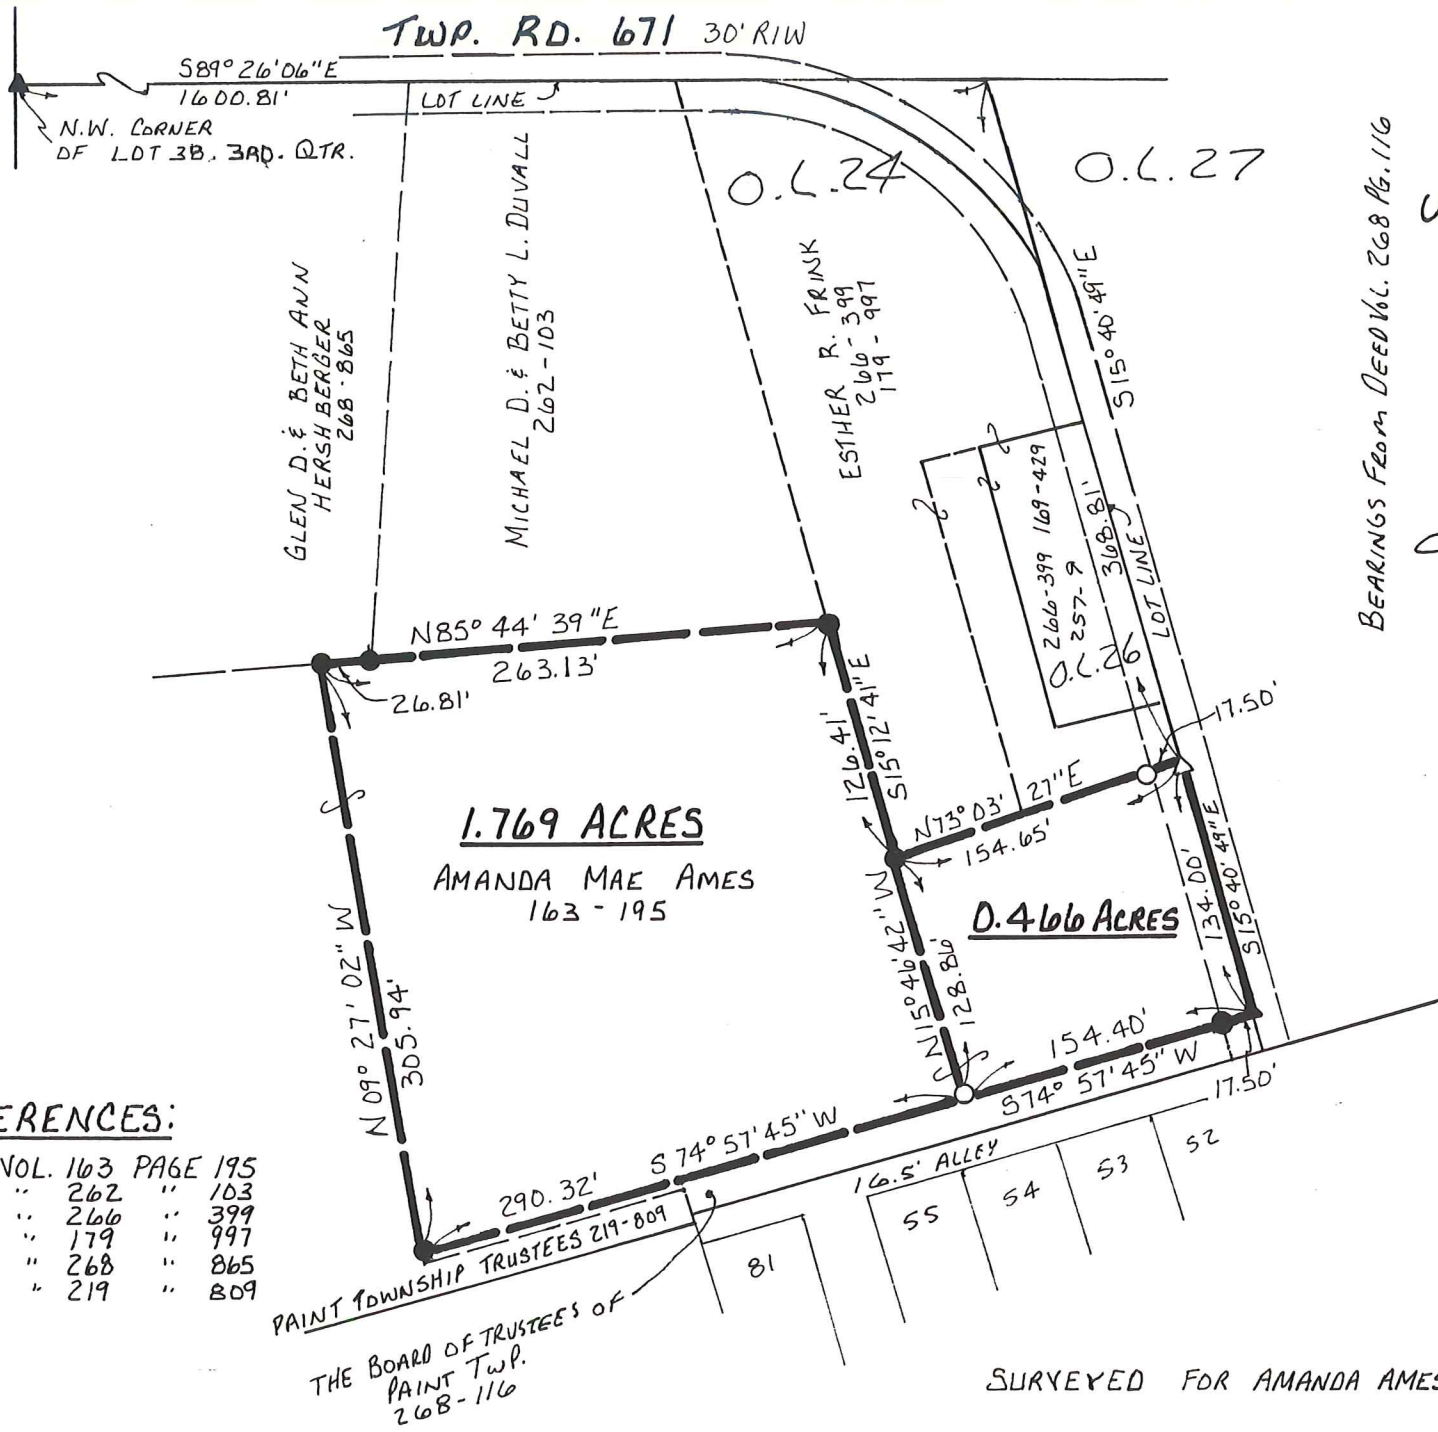 TWP. RD. 671 30' R/W
S89° 26' 06" E
1600.81'
LOT LINE
N.W. CORNER
OF LOT 38, 3RD. QTR.
O.L. 24
O.L. 27
BEARINGS FROM DEED VOL. 268 PG. 116
GLEN D. & BETH ANN
HERSHBERGER
268-865
MICHAEL D. & BETTY L. DUVALL
262-103
ESTHER R. FRINK
266-399
179-997
S15° 40' 49" E
266-399 169-429
257-9
368.81'
LOT LINE
O.L. 26
N85° 44' 39" E
263.13'
26.81'
126.41'
S15° 12' 41" E
17.50'
N73° 03' 27" E
154.65'
1.769 ACRES
AMANDA MAE AMES
163-195
0.466 ACRES
134.00'
S15° 40' 49" E
N15° 46' 42" W
128.86'
N 09° 27' 02" W
305.94'
154.40'
S74° 57' 45" W
17.50'
S 74° 57' 45" W
290.32'
16.5' ALLEY
55
54
53
52
81
PAINT TOWNSHIP TRUSTEES 219-809
THE BOARD OF TRUSTEES OF
PAINT TWP.
268-116
ERENCES:
VOL. 163 PAGE 195
" 262 " 103
" 266 " 399
" 179 " 997
" 268 " 865
" 219 " 809
SURVEYED FOR AMANDA AMES